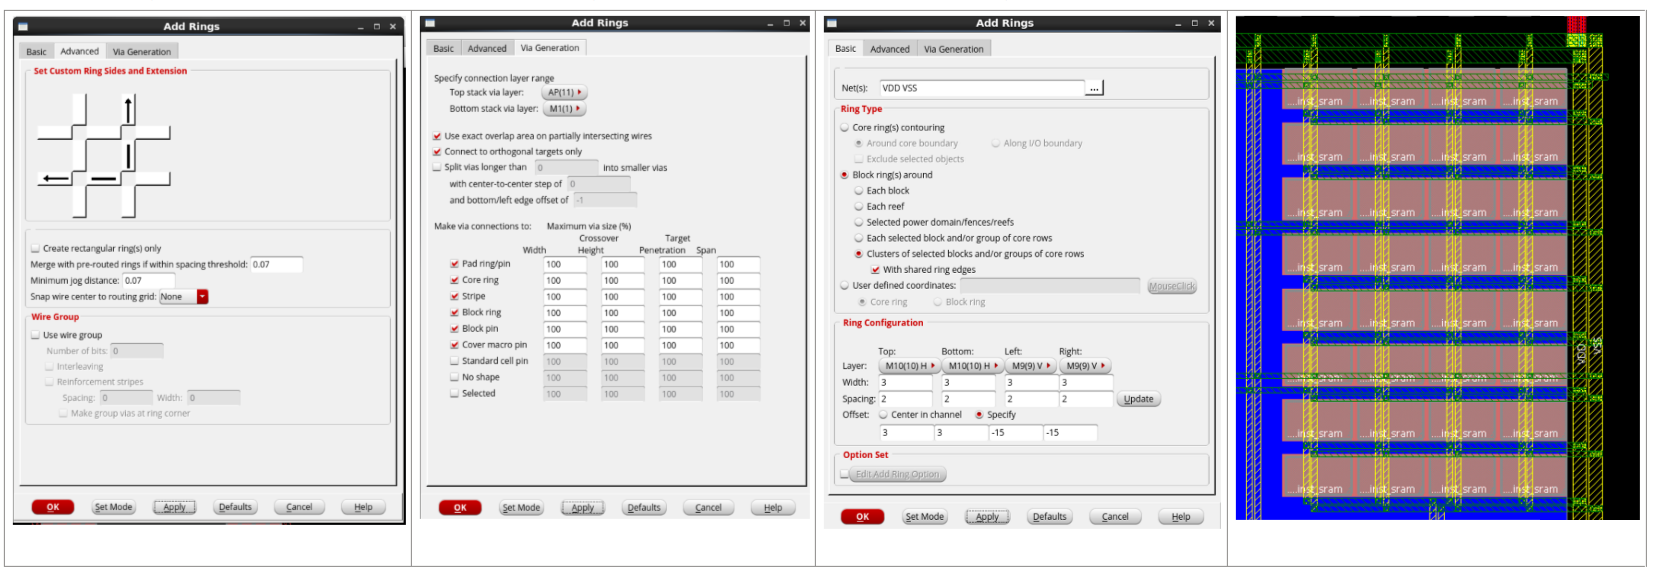 Add Rings
Basic Advanced Via Generation
Set Custom Ring Sides and Extension
Create rectangular ring(s) only
Merge with pre-routed rings if within spacing threshold: 0.07
Minimum jog distance: 0.07
Snap wire center to routing grid: None
Wire Group
Use wire group
Number of bits: 0
Interleaving
Reinforcement stripes
Spacing: 0 Width: 0
Make group vias at ring corner
OK Set Mode Apply Defaults Cancel Help
Add Rings
Basic Advanced Via Generation
Specify connection layer range
Top stack via layer: AP(11)
Bottom stack via layer: M1(1)
Use exact overlap area on partially intersecting wires
Connect to orthogonal targets only
Split vias longer than 0 into smaller vias
with center-to-center step of 0
and bottom/left edge offset of -1
Make via connections to: Maximum via size (%)
Crossover Target
Width Height Penetration Span
Pad ring/pin 100 100 100 100
Core ring 100 100 100 100
Stripe 100 100 100 100
Block ring 100 100 100 100
Block pin 100 100 100 100
Cover macro pin 100 100 100 100
Standard cell pin 100 100 100 100
No shape 100 100 100 100
Selected 100 100 100 100
OK Set Mode Apply Defaults Cancel Help
Add Rings
Basic Advanced Via Generation
Net(s): VDD VSS ...
Ring Type
Core ring(s) contouring
Around core boundary Along I/O boundary
Exclude selected objects
Block ring(s) around
Each block
Each reef
Selected power domain/fences/reefs
Each selected block and/or group of core rows
Clusters of selected blocks and/or groups of core rows
With shared ring edges
User defined coordinates: MouseClick
Core ring Block ring
Ring Configuration
Top: Bottom: Left: Right:
Layer: M10(10) H M10(10) H M9(9) V M9(9) V
Width: 3 3 3 3
Spacing: 2 2 2 2 Update
Offset: Center in channel Specify
3 3 -15 -15
Option Set
Edit Add Ring Option
OK Set Mode Apply Defaults Cancel Help
...inst_sram ...inst_sram ...inst_sram ...inst_sram
...inst_sram ...inst_sram ...inst_sram ...inst_sram
...inst_sram ...inst_sram ...inst_sram ...inst_sram
...inst_sram ...inst_sram ...inst_sram ...inst_sram
...inst_sram ...inst_sram ...inst_sram ...inst_sram
...inst_sram ...inst_sram ...inst_sram ...inst_sram
VDD VSS
...inst_sram ...inst_sram ...inst_sram ...inst_sram
...inst_sram ...inst_sram ...inst_sram ...inst_sram